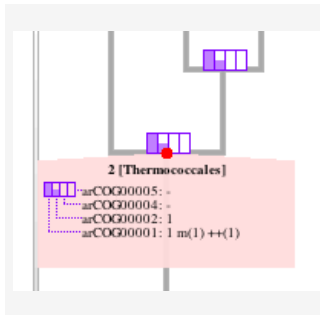 2 [Thermococcales]
arCOG00005: -
arCOG00004: -
arCOG00002: 1
arCOG00001: 1 m(1) ++(1)